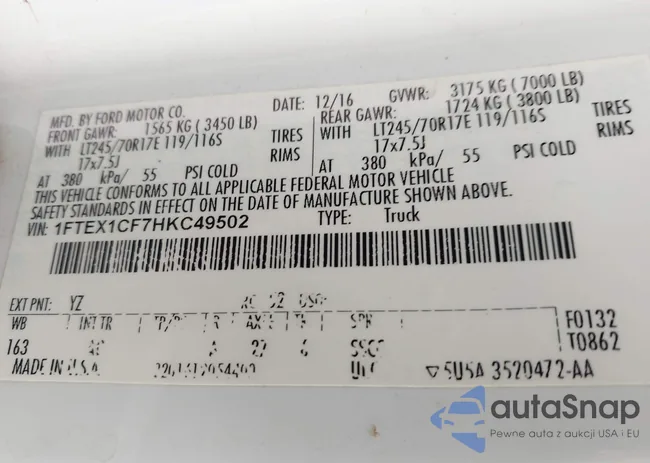 MFD. BY FORD MOTOR CO. DATE: 12/16 GVWR: 3175 KG (7000 LB)
FRONT GAWR: 1565 KG (3450 LB) REAR GAWR: 1724 KG (3800 LB)
WITH LT245/70R17E 119/116S TIRES WITH LT245/70R17E 119/116S TIRES
17x7.5J RIMS 17x7.5J RIMS
AT 380 kPa/ 55 PSI COLD AT 380 kPa/ 55 PSI COLD
THIS VEHICLE CONFORMS TO ALL APPLICABLE FEDERAL MOTOR VEHICLE
SAFETY STANDARDS IN EFFECT ON THE DATE OF MANUFACTURE SHOWN ABOVE.
VIN: 1FTEX1CF7HKC49502 TYPE: Truck
EXT PNT: YZ
WB INT TR F0132
163 T0862
MADE IN U.S.A. ▽5U5A 3520472-AA
autoSnap
Pewne auta z aukcji USA i EU